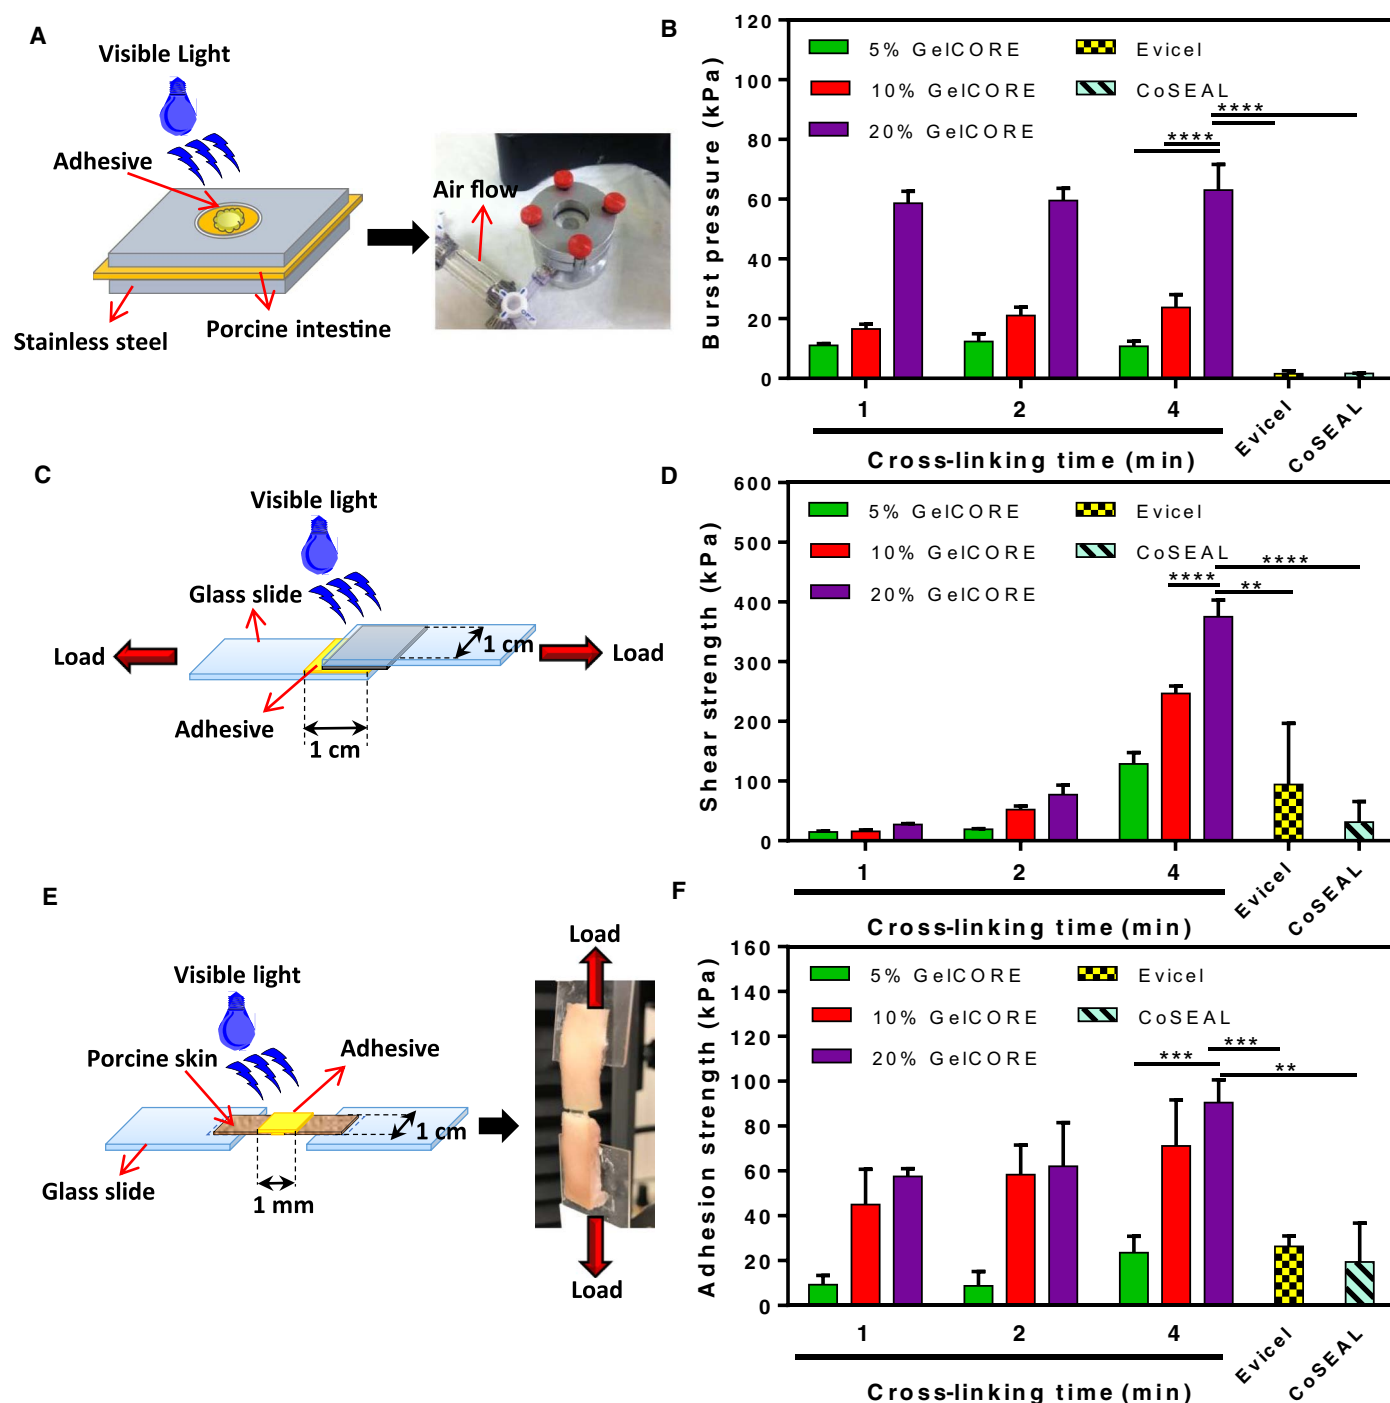 A
Visible Light
Adhesive
Air flow
Stainless steel
Porcine intestine
B
Burst pressure (kPa)
120
100
80
60
40
20
0
5% GelCORE
10% GelCORE
20% GelCORE
Evicel
CoSEAL
****
****
1
2
4
Evicel
CoSEAL
Cross-linking time (min)
C
Visible light
Glass slide
Load
Load
1 cm
Adhesive
1 cm
D
Shear strength (kPa)
600
500
400
300
200
100
0
5% GelCORE
10% GelCORE
20% GelCORE
Evicel
CoSEAL
****
****
**
1
2
4
Evicel
CoSEAL
Cross-linking time (min)
E
Visible light
Porcine skin
Adhesive
1 cm
Glass slide
1 mm
Load
Load
F
Adhesion strength (kPa)
160
140
120
100
80
60
40
20
0
5% GelCORE
10% GelCORE
20% GelCORE
Evicel
CoSEAL
***
***
**
1
2
4
Evicel
CoSEAL
Cross-linking time (min)